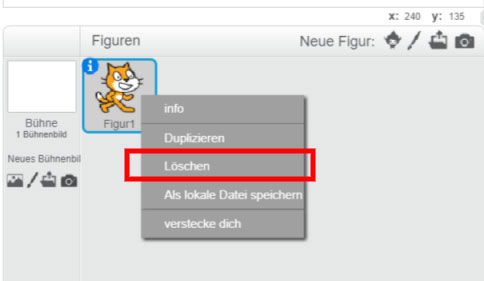 x: 240 y: 135
Figuren
Neue Figur:
Figur1
info
Duplizieren
Löschen
Als lokale Datei speichern
verstecke dich
Bühne
1 Bühnenbild
Neues Bühnenbil